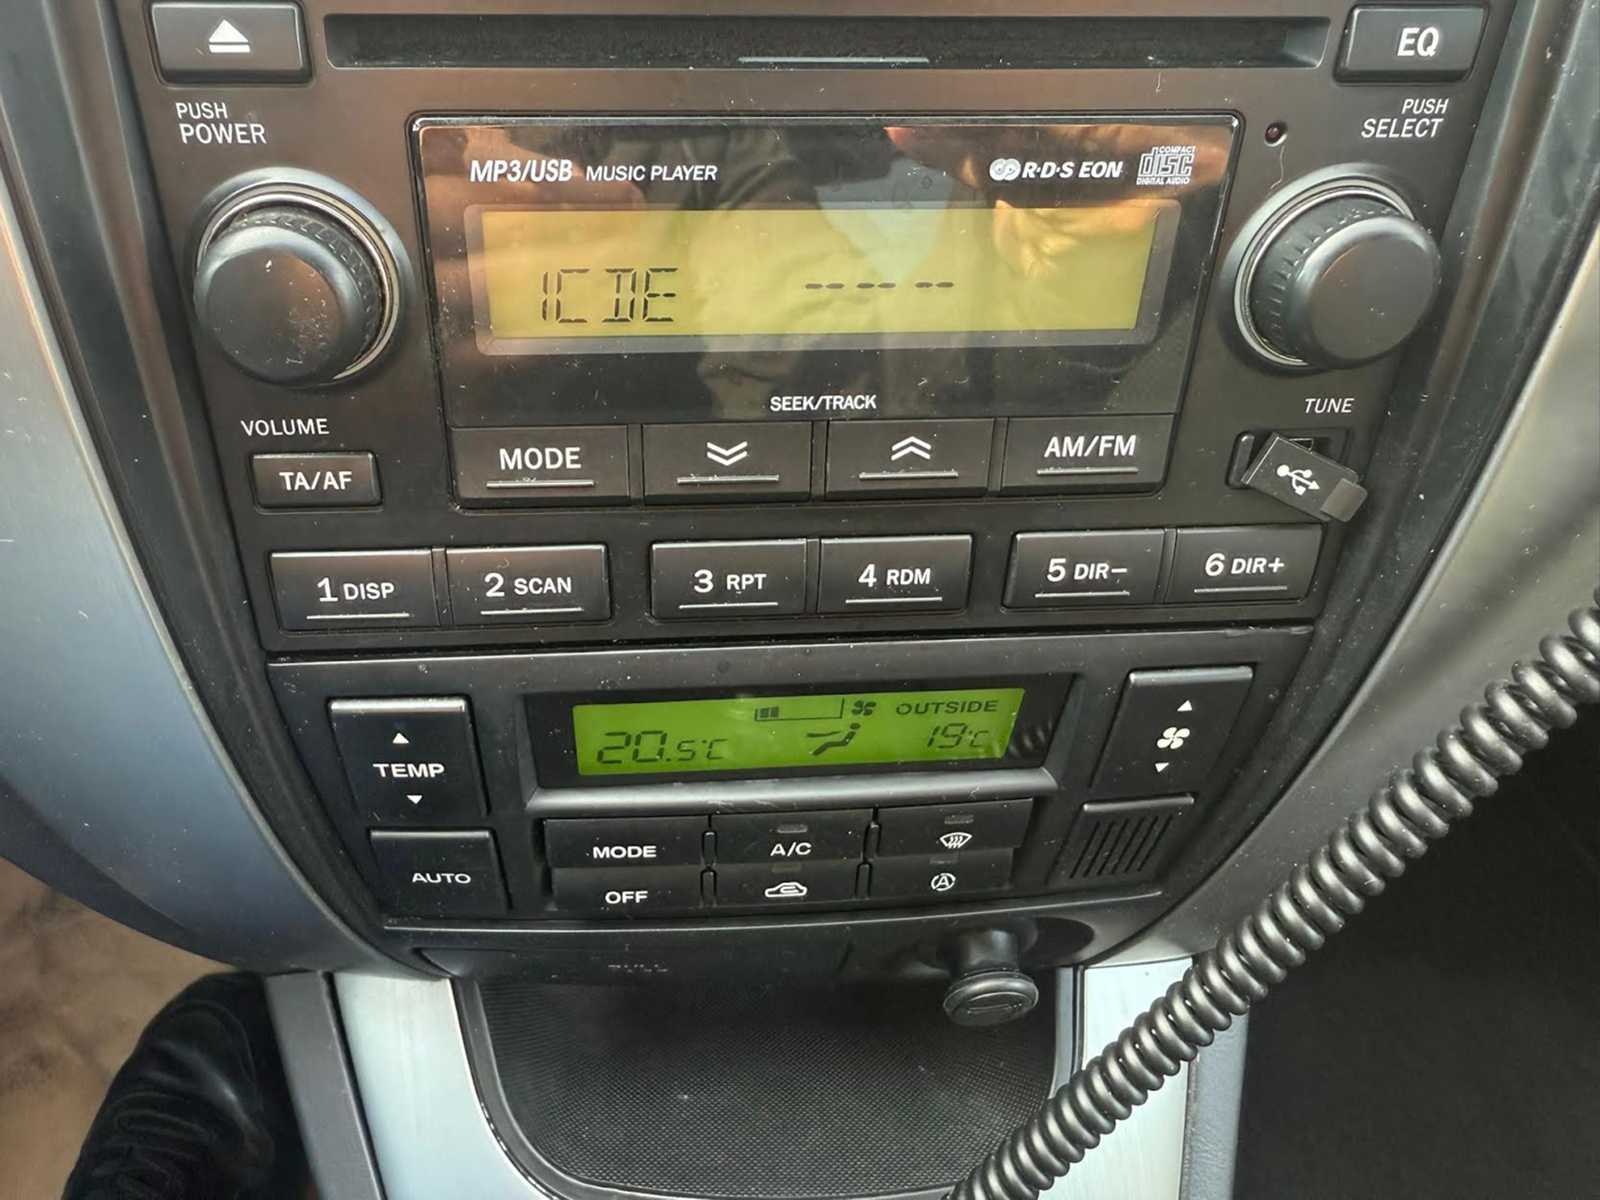 EQ
PUSH
POWER
PUSH
SELECT
MP3/USB MUSIC PLAYER
R·D·S EON
COMPACT
DISC
DIGITAL AUDIO
1CDE --- --- ---
SEEK/TRACK
VOLUME
TUNE
TA/AF
MODE
AM/FM
1 DISP
2 SCAN
3 RPT
4 RDM
5 DIR−
6 DIR+
OUTSIDE
20.5°C
19°C
TEMP
AUTO
MODE
A/C
OFF
A